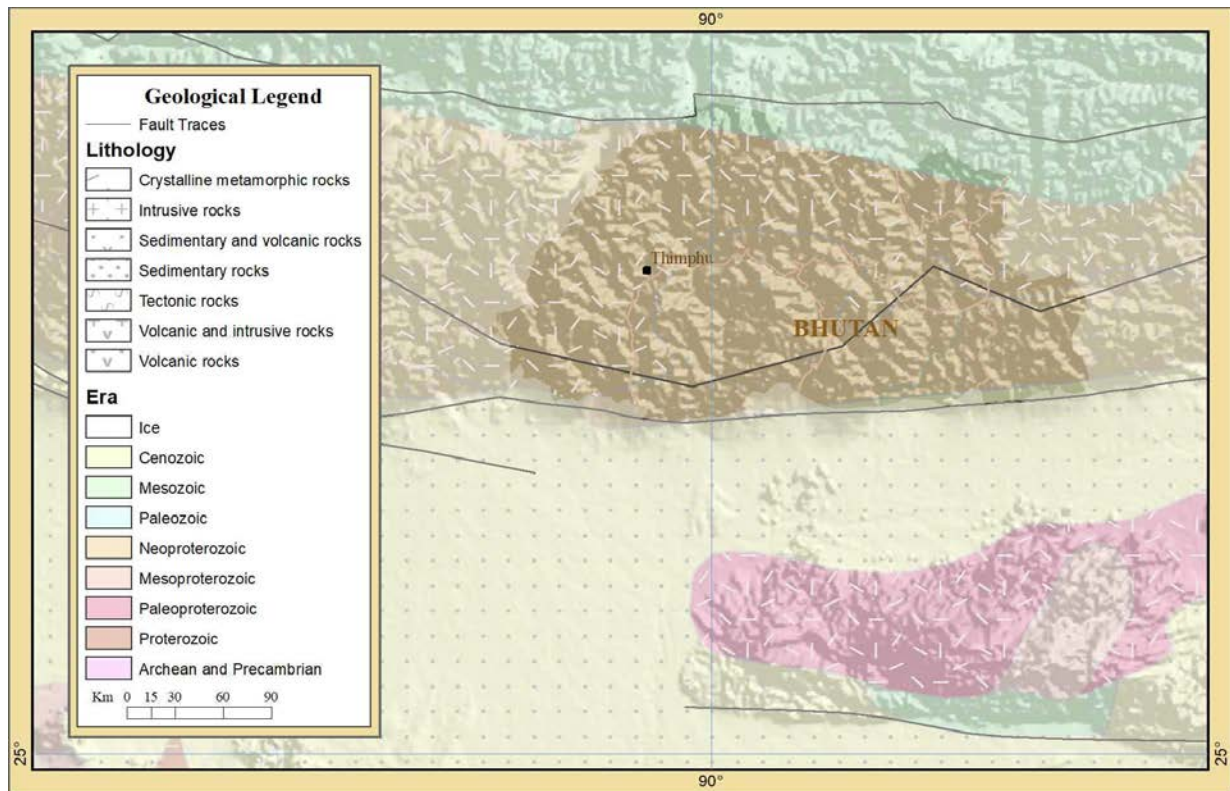 90°
Geological Legend
Fault Traces
Lithology
Crystalline metamorphic rocks
Intrusive rocks
Sedimentary and volcanic rocks
Sedimentary rocks
Tectonic rocks
Volcanic and intrusive rocks
Volcanic rocks
Era
Ice
Cenozoic
Mesozoic
Paleozoic
Neoproterozoic
Mesoproterozoic
Paleoproterozoic
Proterozoic
Archean and Precambrian
Km 0 15 30 60 90
Thimphu
BHUTAN
25°
25°
90°